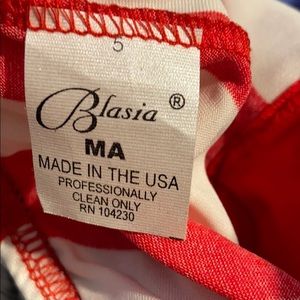 5
Blasia ®
MA
MADE IN THE USA
PROFESSIONALLY
CLEAN ONLY
RN 104230